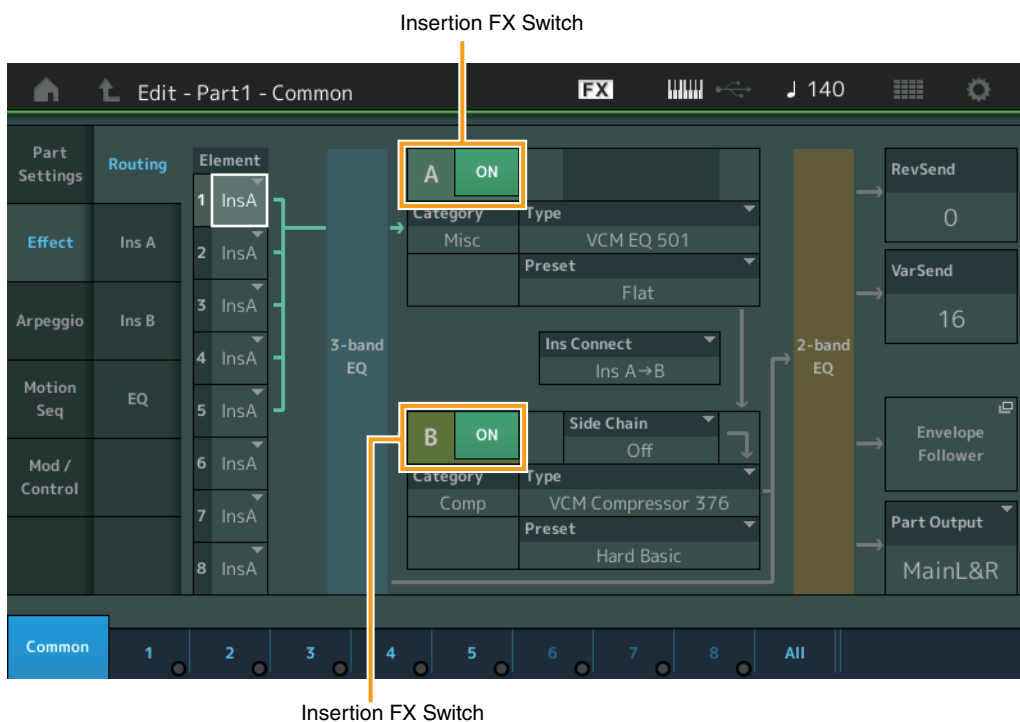 Insertion FX Switch
Edit - Part1 - Common
FX
140
Part
Settings
Effect
Arpeggio
Motion
Seq
Mod /
Control
Routing
Ins A
Ins B
EQ
Element
1 InsA
2 InsA
3 InsA
4 InsA
5 InsA
6 InsA
7 InsA
8 InsA
3-band
EQ
A ON
Category
Misc
Type
VCM EQ 501
Preset
Flat
Ins Connect
Ins A→B
B ON
Side Chain
Off
Category
Comp
Type
VCM Compressor 376
Preset
Hard Basic
2-band
EQ
RevSend
0
VarSend
16
Envelope
Follower
Part Output
MainL&R
Common 1 2 3 4 5 6 7 8 All
Insertion FX Switch